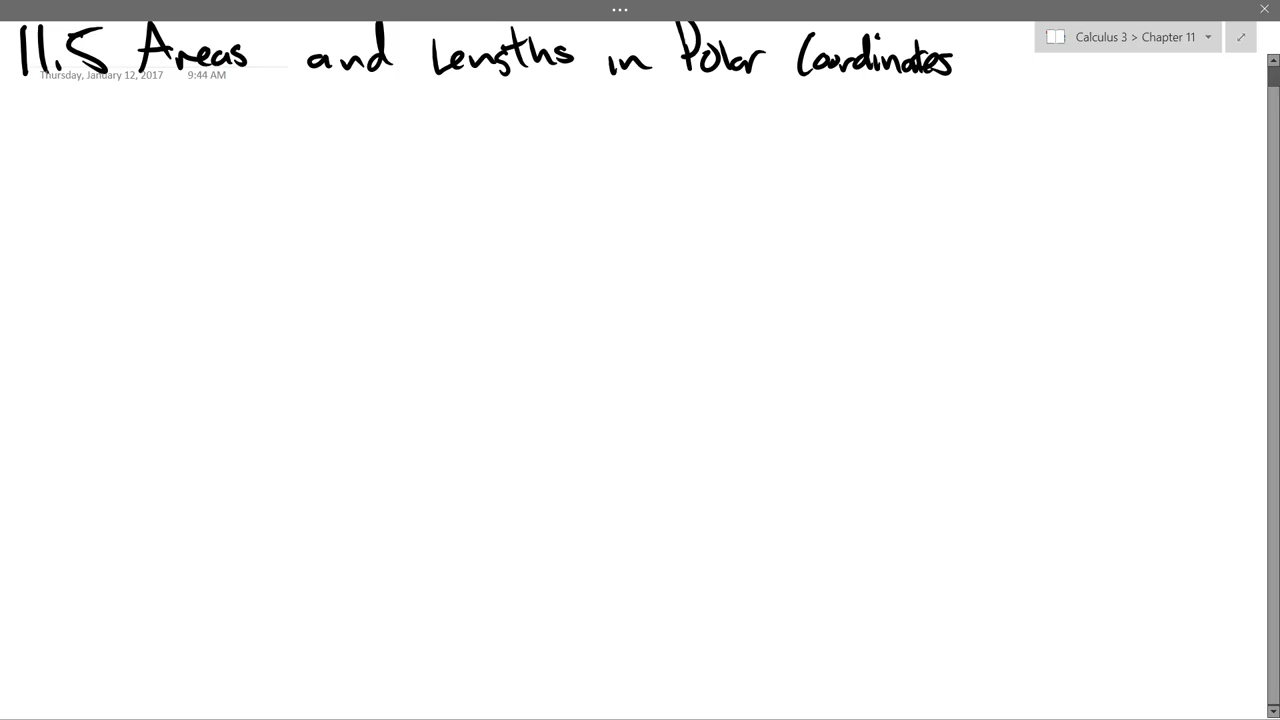 Calculus 3 > Chapter 11
11.5 Areas and Lengths in Polar Coordinates
Thursday, January 12, 2017 9:44 AM